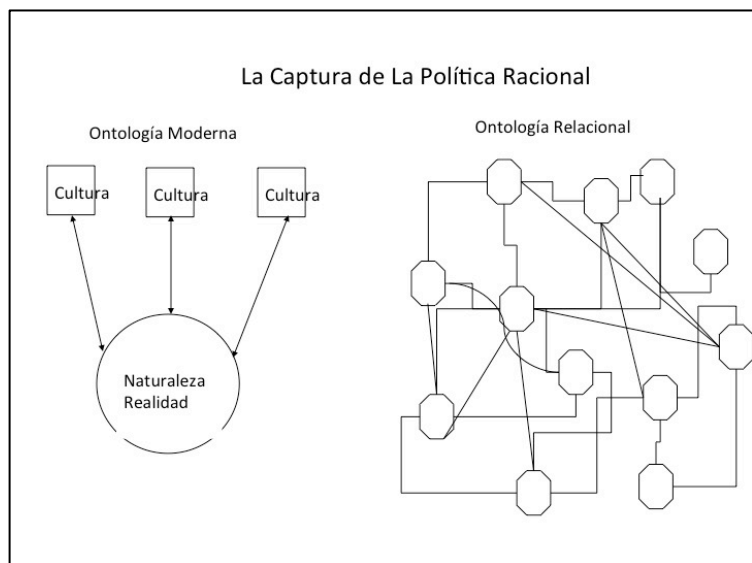 La Captura de La Política Racional
Ontología Moderna
Ontología Relacional
Cultura
Cultura
Cultura
Naturaleza
Realidad